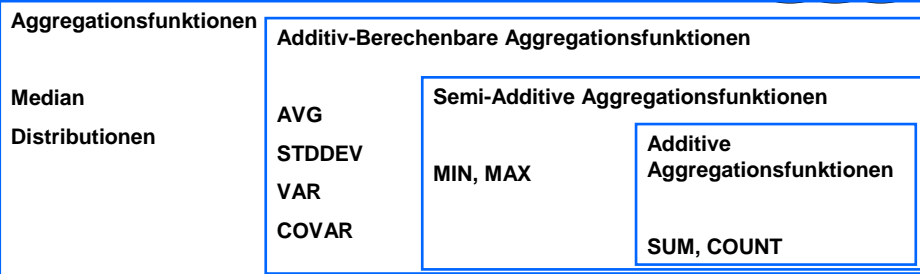 Aggregationsfunktionen
Median
Distributionen
Additiv-Berechenbare Aggregationsfunktionen
AVG
STDDEV
VAR
COVAR
Semi-Additive Aggregationsfunktionen
MIN, MAX
Additive
Aggregationsfunktionen
SUM, COUNT